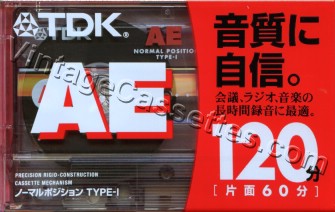 TDK®
AE
NORMAL POSITION
TYPE-I
音質に
自信。
会議、ラジオ、音楽の
長時間録音に最適。
AE
120分
[片面60分]
PRECISION RIGID-CONSTRUCTION
CASSETTE MECHANISM
ノーマルポジション TYPE-I
VintageCassettes.com